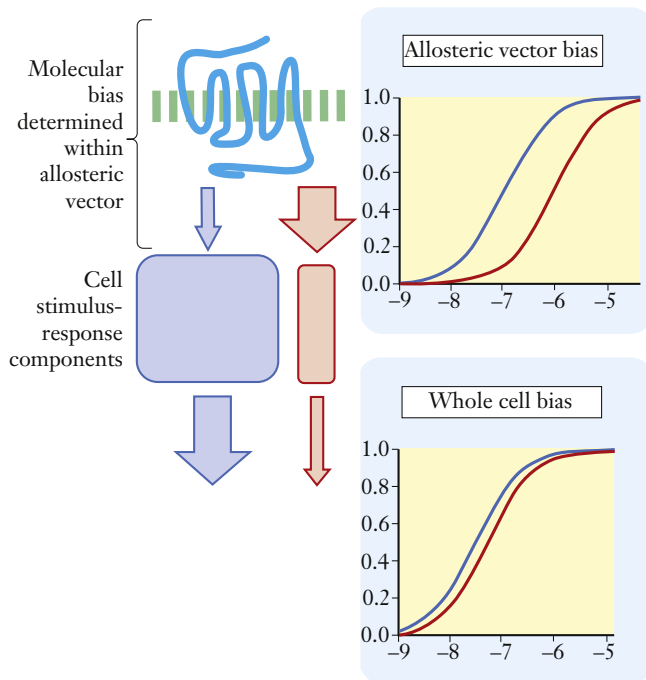 Molecular
bias
determined
within
allosteric
vector
Cell
stimulus-
response
components
Allosteric vector bias
1.0
0.8
0.6
0.4
0.2
0.0
–9 –8 –7 –6 –5
Whole cell bias
1.0
0.8
0.6
0.4
0.2
0.0
–9 –8 –7 –6 –5